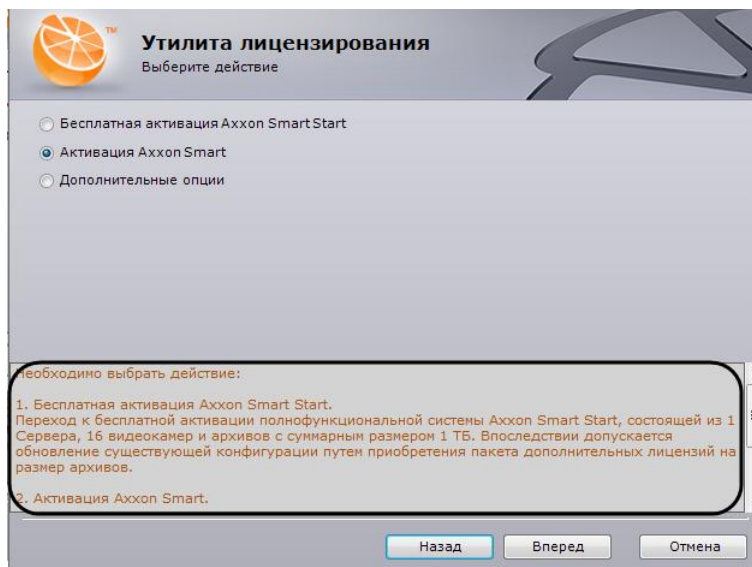 TM
Утилита лицензирования
Выберите действие
Бесплатная активация Axxon Smart Start
Активация Axxon Smart
Дополнительные опции
Необходимо выбрать действие:
1. Бесплатная активация Axxon Smart Start.
Переход к бесплатной активации полнофункциональной системы Axxon Smart Start, состоящей из 1
Сервера, 16 видеокамер и архивов с суммарным размером 1 ТБ. Впоследствии допускается
обновление существующей конфигурации путем приобретения пакета дополнительных лицензий на
размер архивов.
2. Активация Axxon Smart.
Назад
Вперед
Отмена